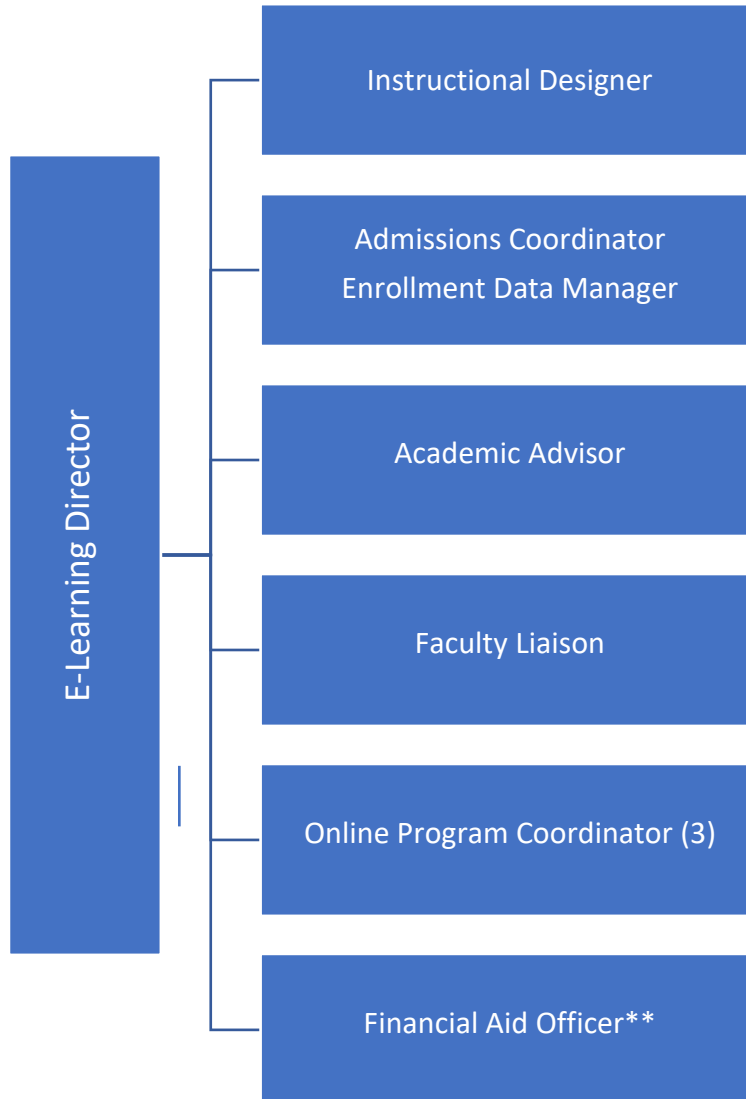 E-Learning Director
Instructional Designer
Admissions Coordinator
Enrollment Data Manager
Academic Advisor
Faculty Liaison
Online Program Coordinator (3)
Financial Aid Officer**